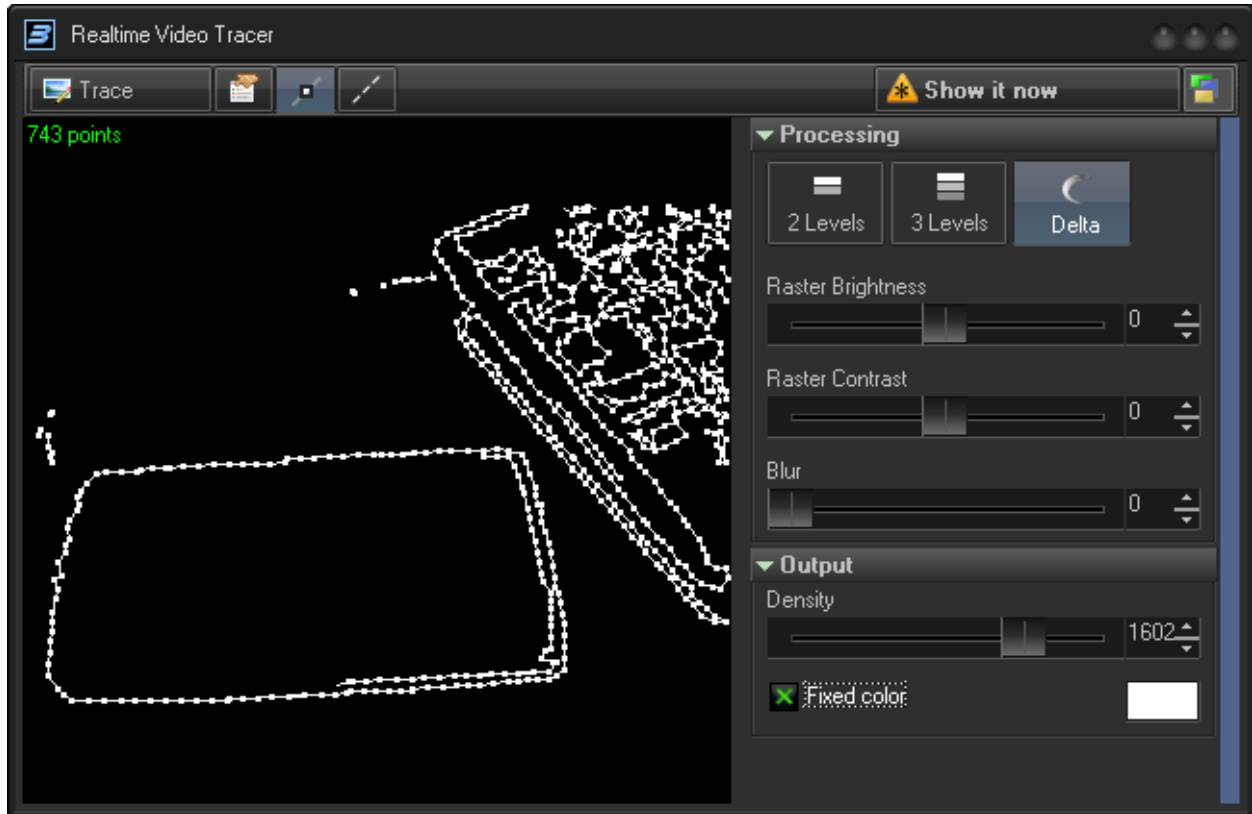 Realtime Video Tracer
Trace
Show it now
743 points
Processing
2 Levels
3 Levels
Delta
Raster Brightness
0
Raster Contrast
0
Blur
0
Output
Density
1602
Fixed color